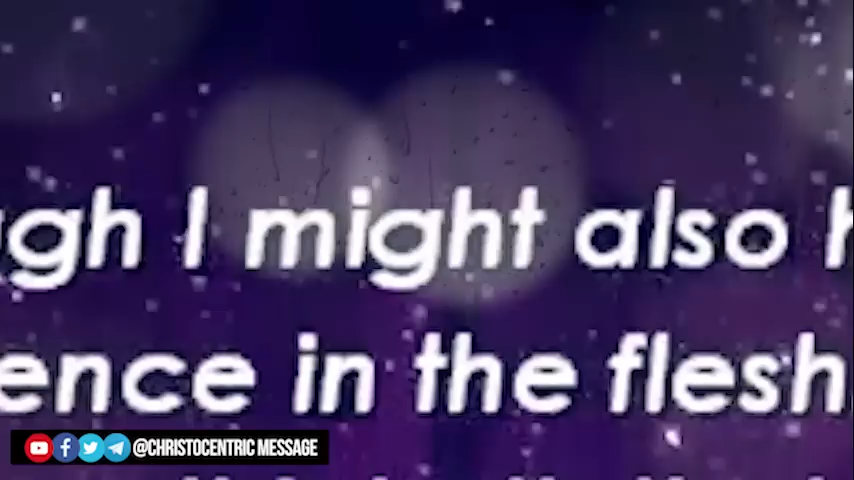 ugh I might also h
ence in the flesh
@CHRISTOCENTRIC MESSAGE